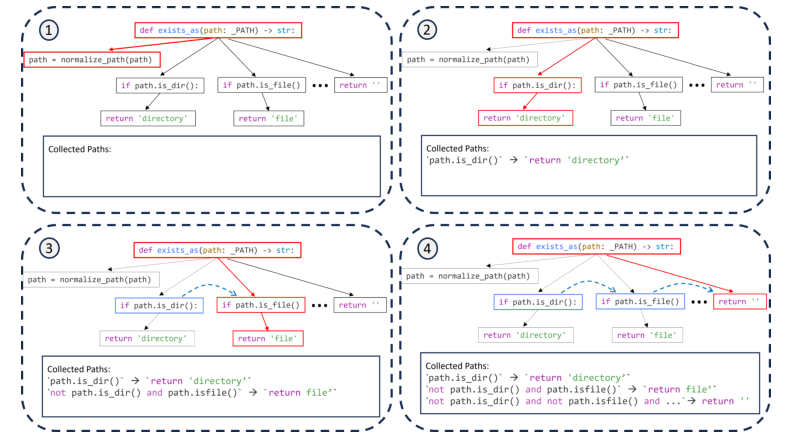 1
def exists_as(path: _PATH) -> str:
path = normalize_path(path)
if path.is_dir():
if path.is_file()
•••
return ''
return 'directory'
return 'file'
Collected Paths:
2
def exists_as(path: _PATH) -> str:
path = normalize_path(path)
if path.is_dir():
if path.is_file()
•••
return ''
return 'directory'
return 'file'
Collected Paths:
`path.is_dir()` → `return 'directory’`
3
def exists_as(path: _PATH) -> str:
path = normalize_path(path)
if path.is_dir():
if path.is_file()
•••
return ''
return 'directory'
return 'file'
Collected Paths:
`path.is_dir()` → `return 'directory’`
`not path.is_dir() and path.isfile()` → `return file’`
4
def exists_as(path: _PATH) -> str:
path = normalize_path(path)
if path.is_dir():
if path.is_file()
•••
return ''
return 'directory'
return 'file'
Collected Paths:
`path.is_dir()` → `return 'directory’`
`not path.is_dir() and path.isfile()` → `return file’`
`not path.is_dir() and not path.isfile() and ...`→ return ''